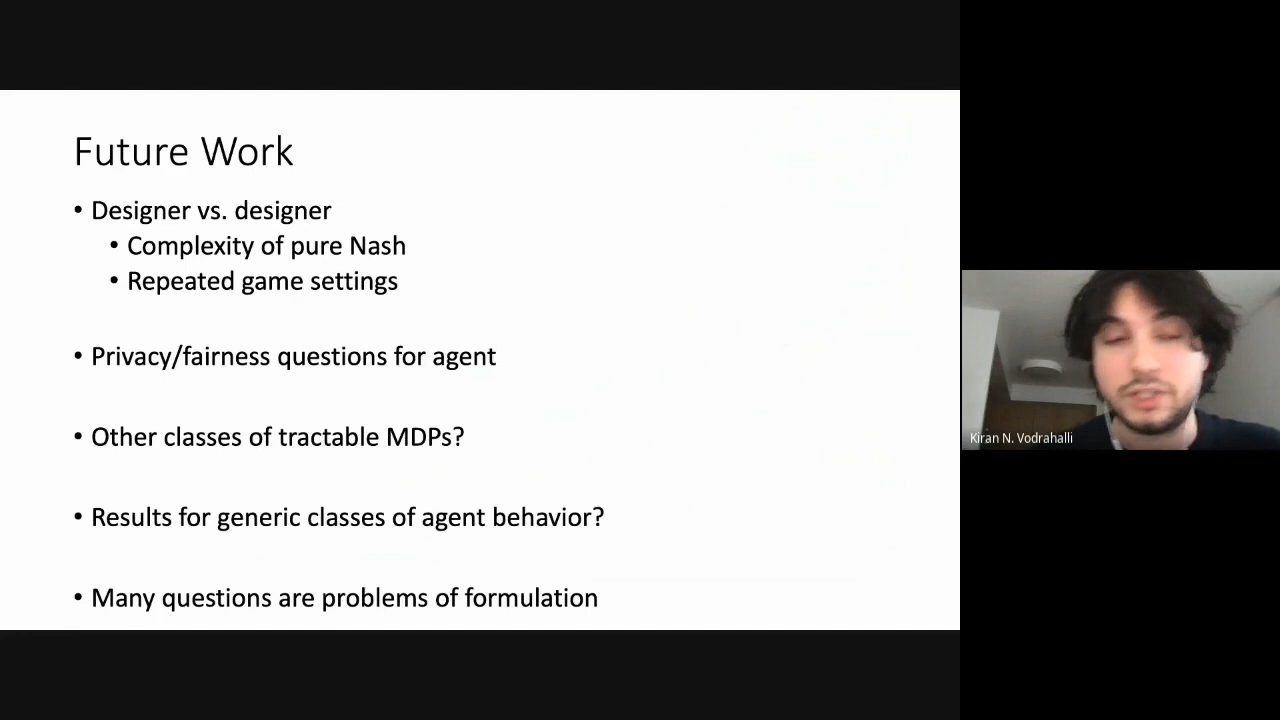 Future Work
• Designer vs. designer
• Complexity of pure Nash
• Repeated game settings
• Privacy/fairness questions for agent
• Other classes of tractable MDPs?
• Results for generic classes of agent behavior?
• Many questions are problems of formulation
Kiran N. Vodrahalli